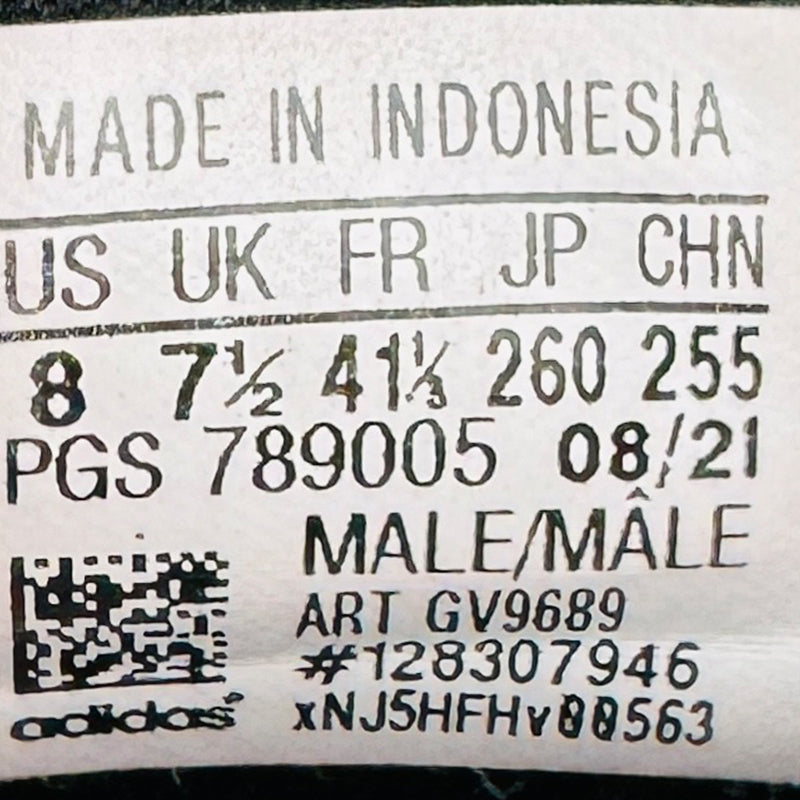 MADE IN INDONESIA
US UK FR JP CHN
8 7½ 41⅓ 260 255
PGS 789005 08/21
MALE/MÂLE
ART GV9689
#128307946
adidas